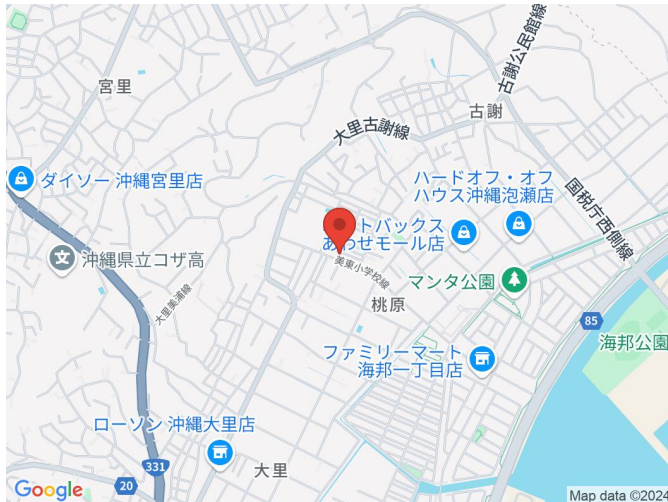 古謝公民館線
宮里
古謝
大里古謝線
ハードオフ・オフ
ハウス沖縄泡瀬店
国税庁西側線
ダイソー 沖縄宮里店
トバックス
あわせモール店
沖縄県立コザ高
美東小学校線
マンタ公園
大里美浦線
桃原
85
海邦公園
ファミリーマート
海邦一丁目店
ローソン 沖縄大里店
331
大里
20
Google
Map data ©2024